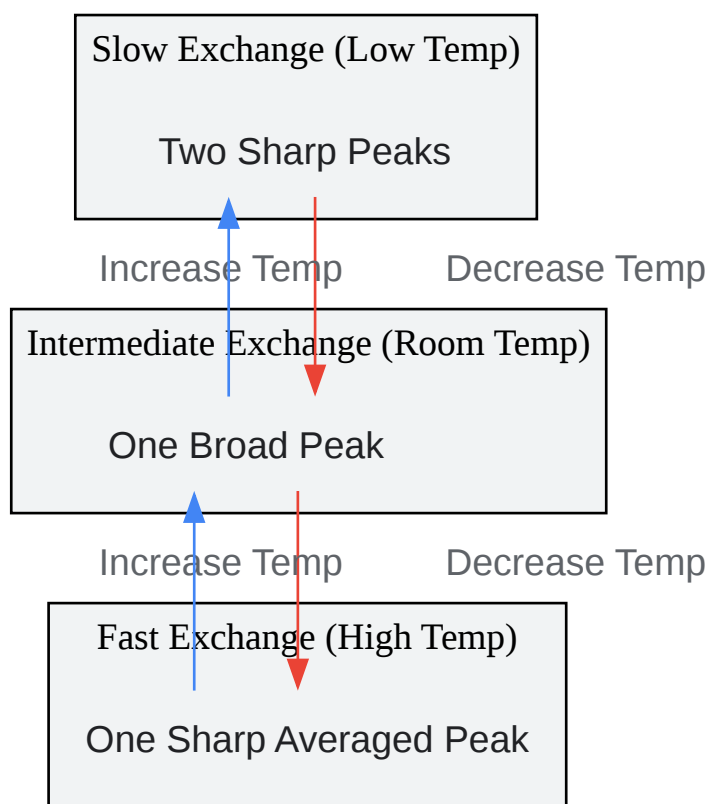 Slow Exchange (Low Temp)
Two Sharp Peaks
Increase Temp
Decrease Temp
Intermediate Exchange (Room Temp)
One Broad Peak
Increase Temp
Decrease Temp
Fast Exchange (High Temp)
One Sharp Averaged Peak